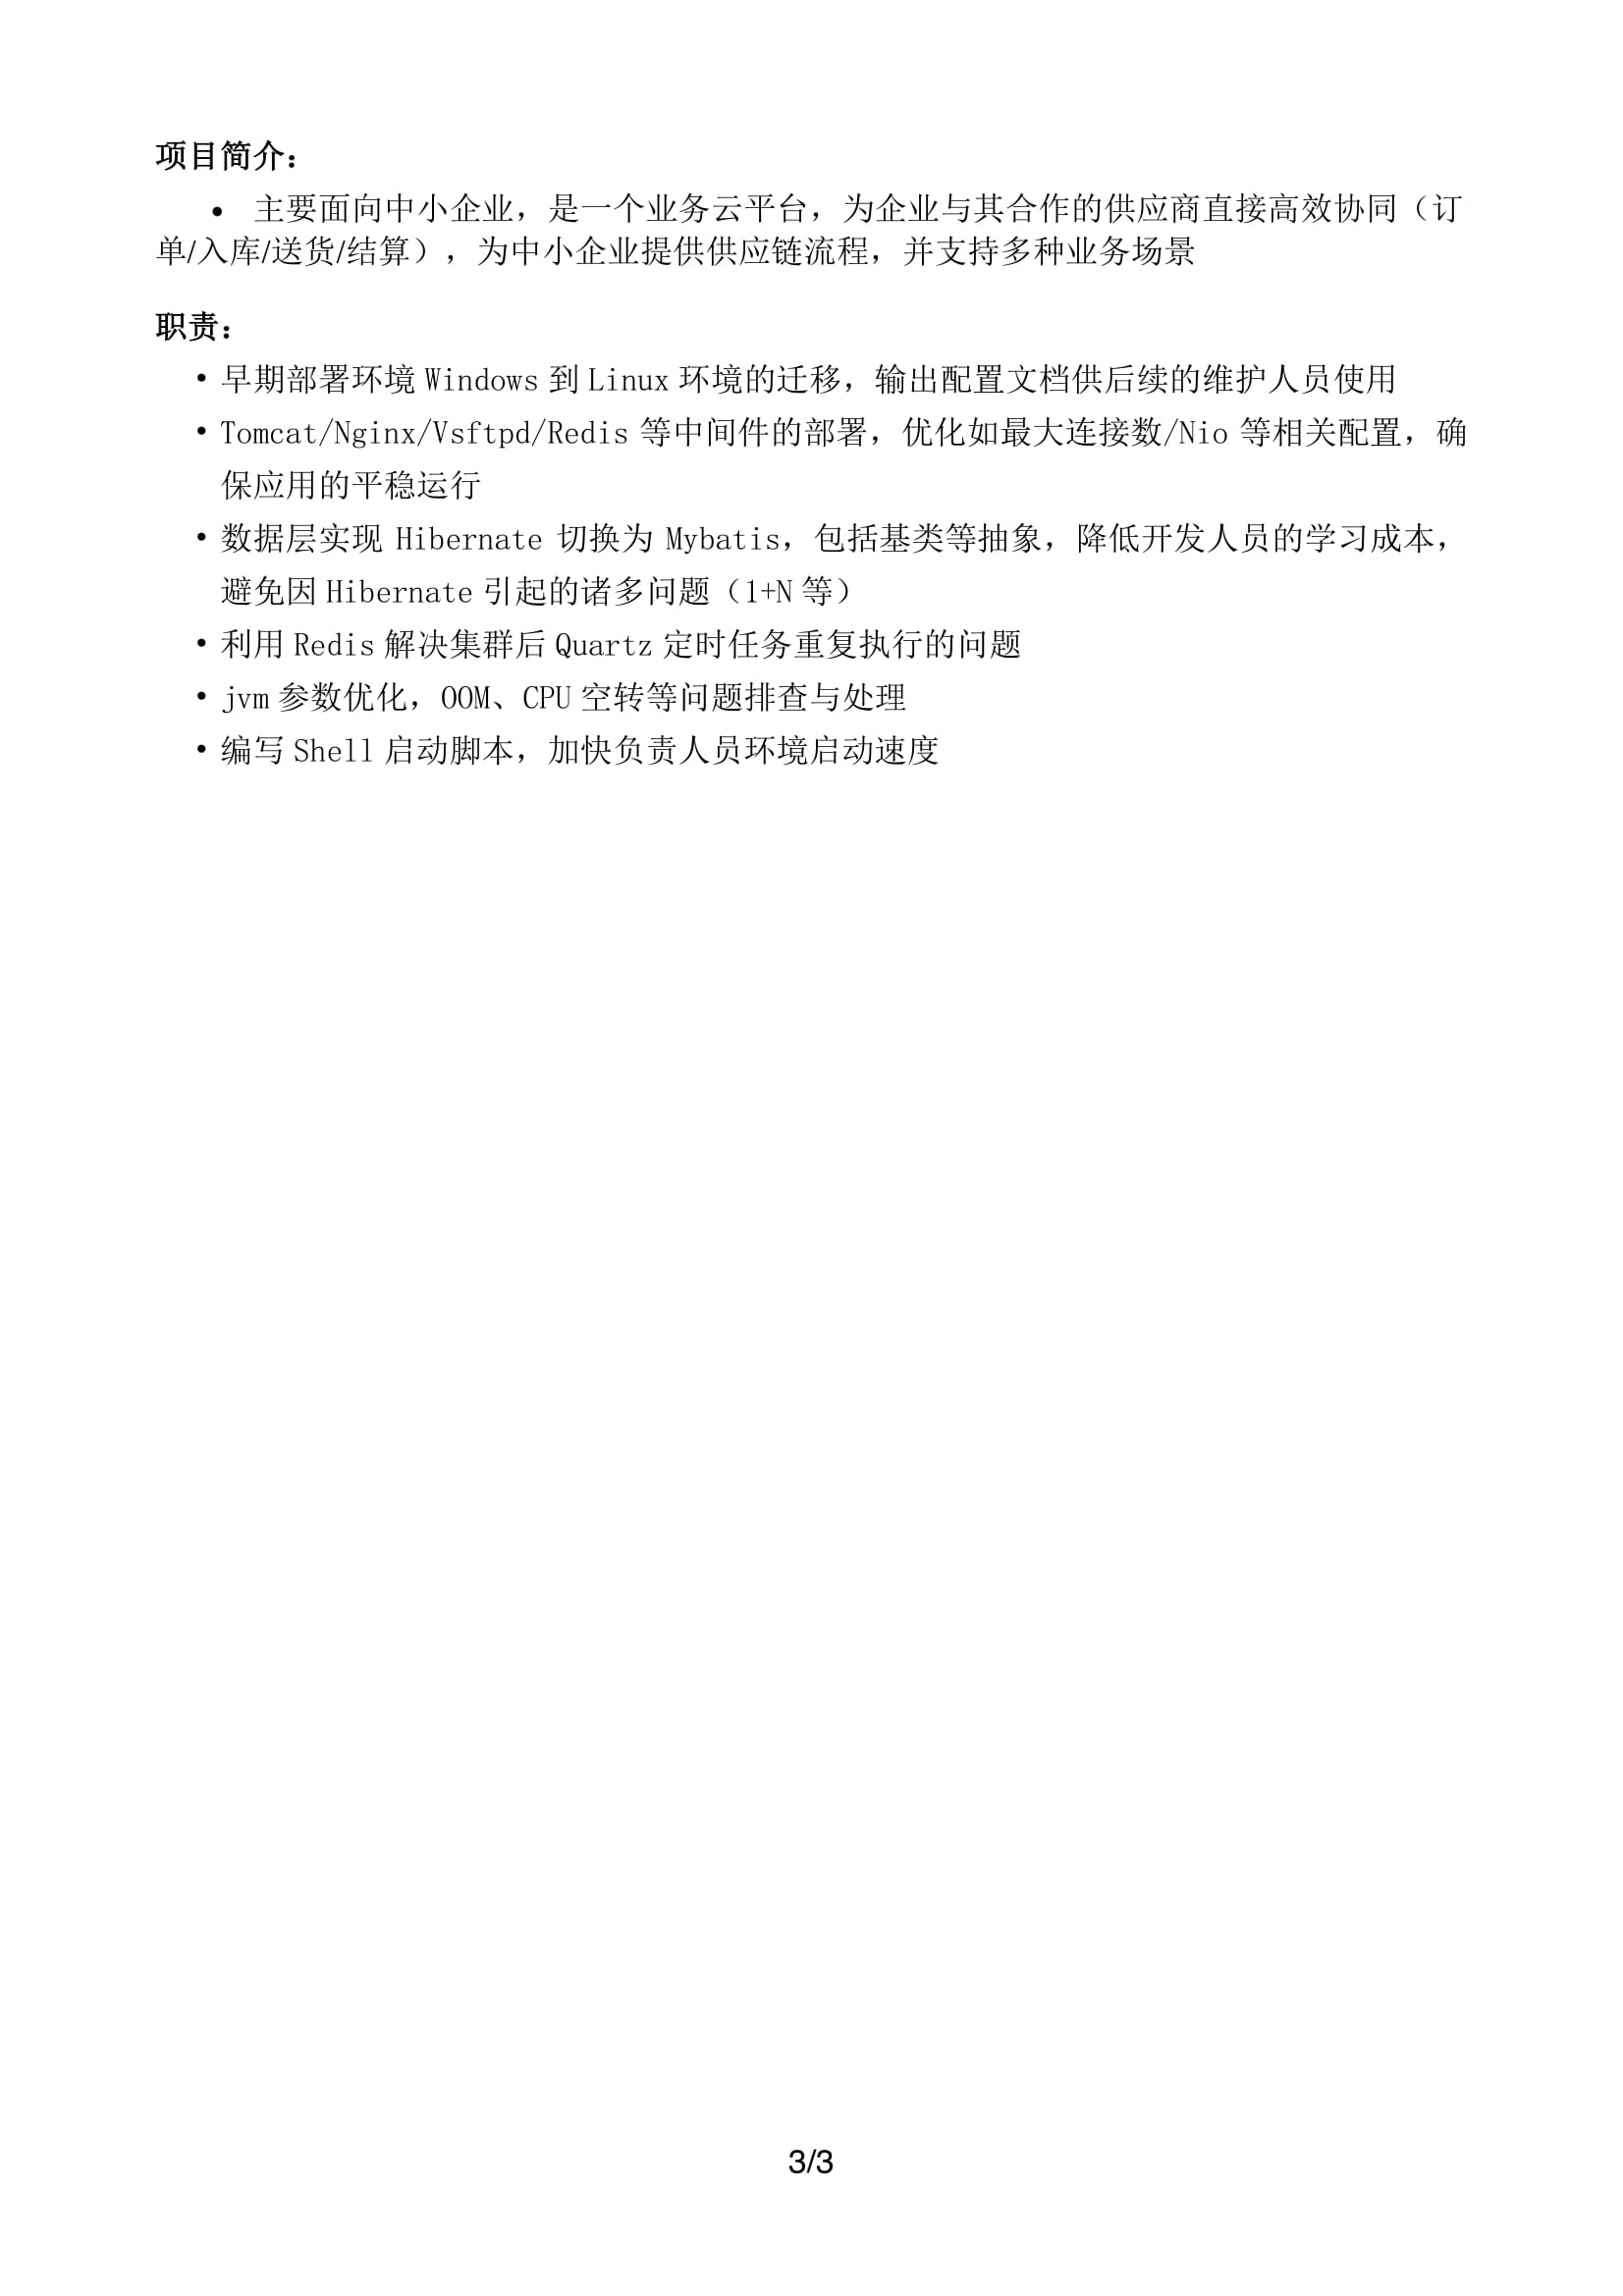 项目简介：
• 主要面向中小企业，是一个业务云平台，为企业与其合作的供应商直接高效协同（订
单/入库/送货/结算），为中小企业提供供应链流程，并支持多种业务场景
职责：
• 早期部署环境 Windows 到 Linux 环境的迁移，输出配置文档供后续的维护人员使用
• Tomcat/Nginx/Vsftpd/Redis 等中间件的部署，优化如最大连接数/Nio 等相关配置，确
保应用的平稳运行
• 数据层实现 Hibernate 切换为 Mybatis，包括基类等抽象，降低开发人员的学习成本，
避免因 Hibernate 引起的诸多问题（1+N 等）
• 利用 Redis 解决集群后 Quartz 定时任务重复执行的问题
• jvm 参数优化，OOM、CPU 空转等问题排查与处理
• 编写 Shell 启动脚本，加快负责人员环境启动速度
3/3